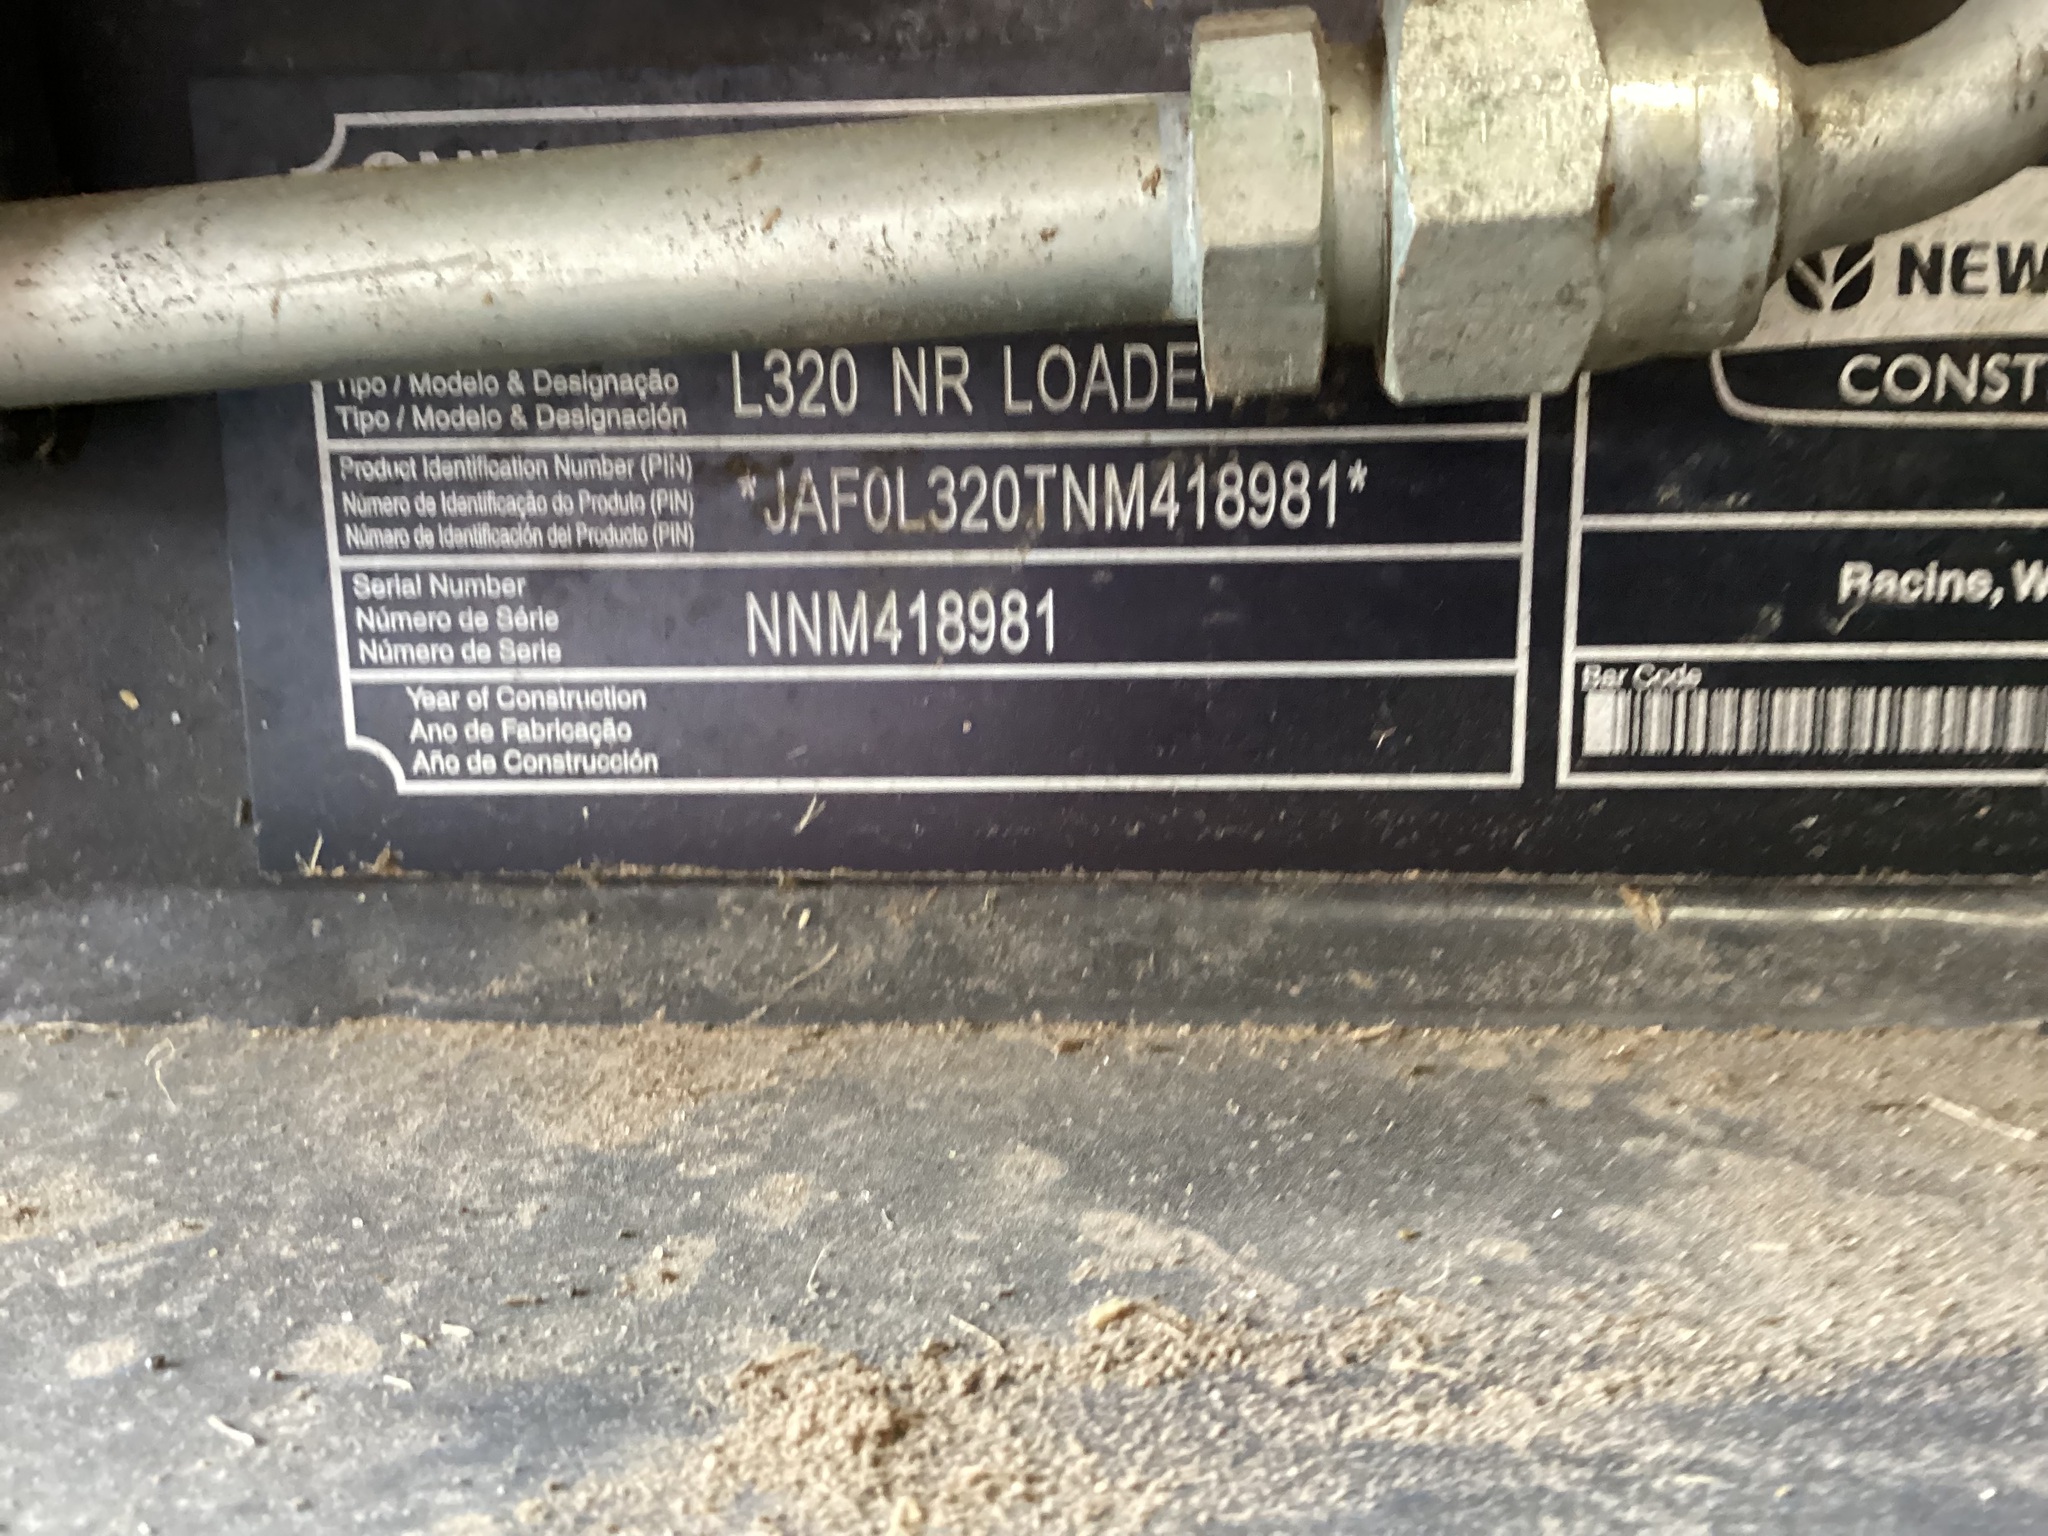 Tipo / Modelo & Designação
Tipo / Modelo & Designación
L320 NR LOADE
Product Identification Number (PIN)
Número de Identificação do Produto (PIN)
Número de Identificación del Producto (PIN)
*JAF0L320TNM418981*
Serial Number
Número de Série
Número de Serie
NNM418981
Year of Construction
Ano de Fabricação
Año de Construcción
NEW
CONST
Racine, W
Bar Code